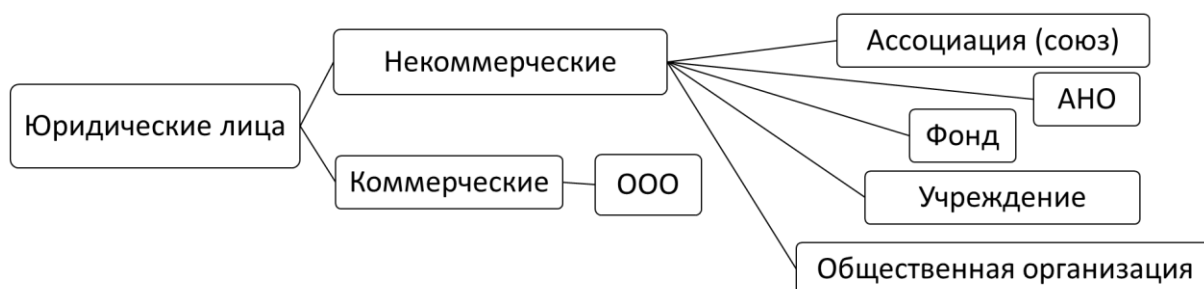 Юридические лица
Некоммерческие
Коммерческие
ООО
Ассоциация (союз)
АНО
Фонд
Учреждение
Общественная организация